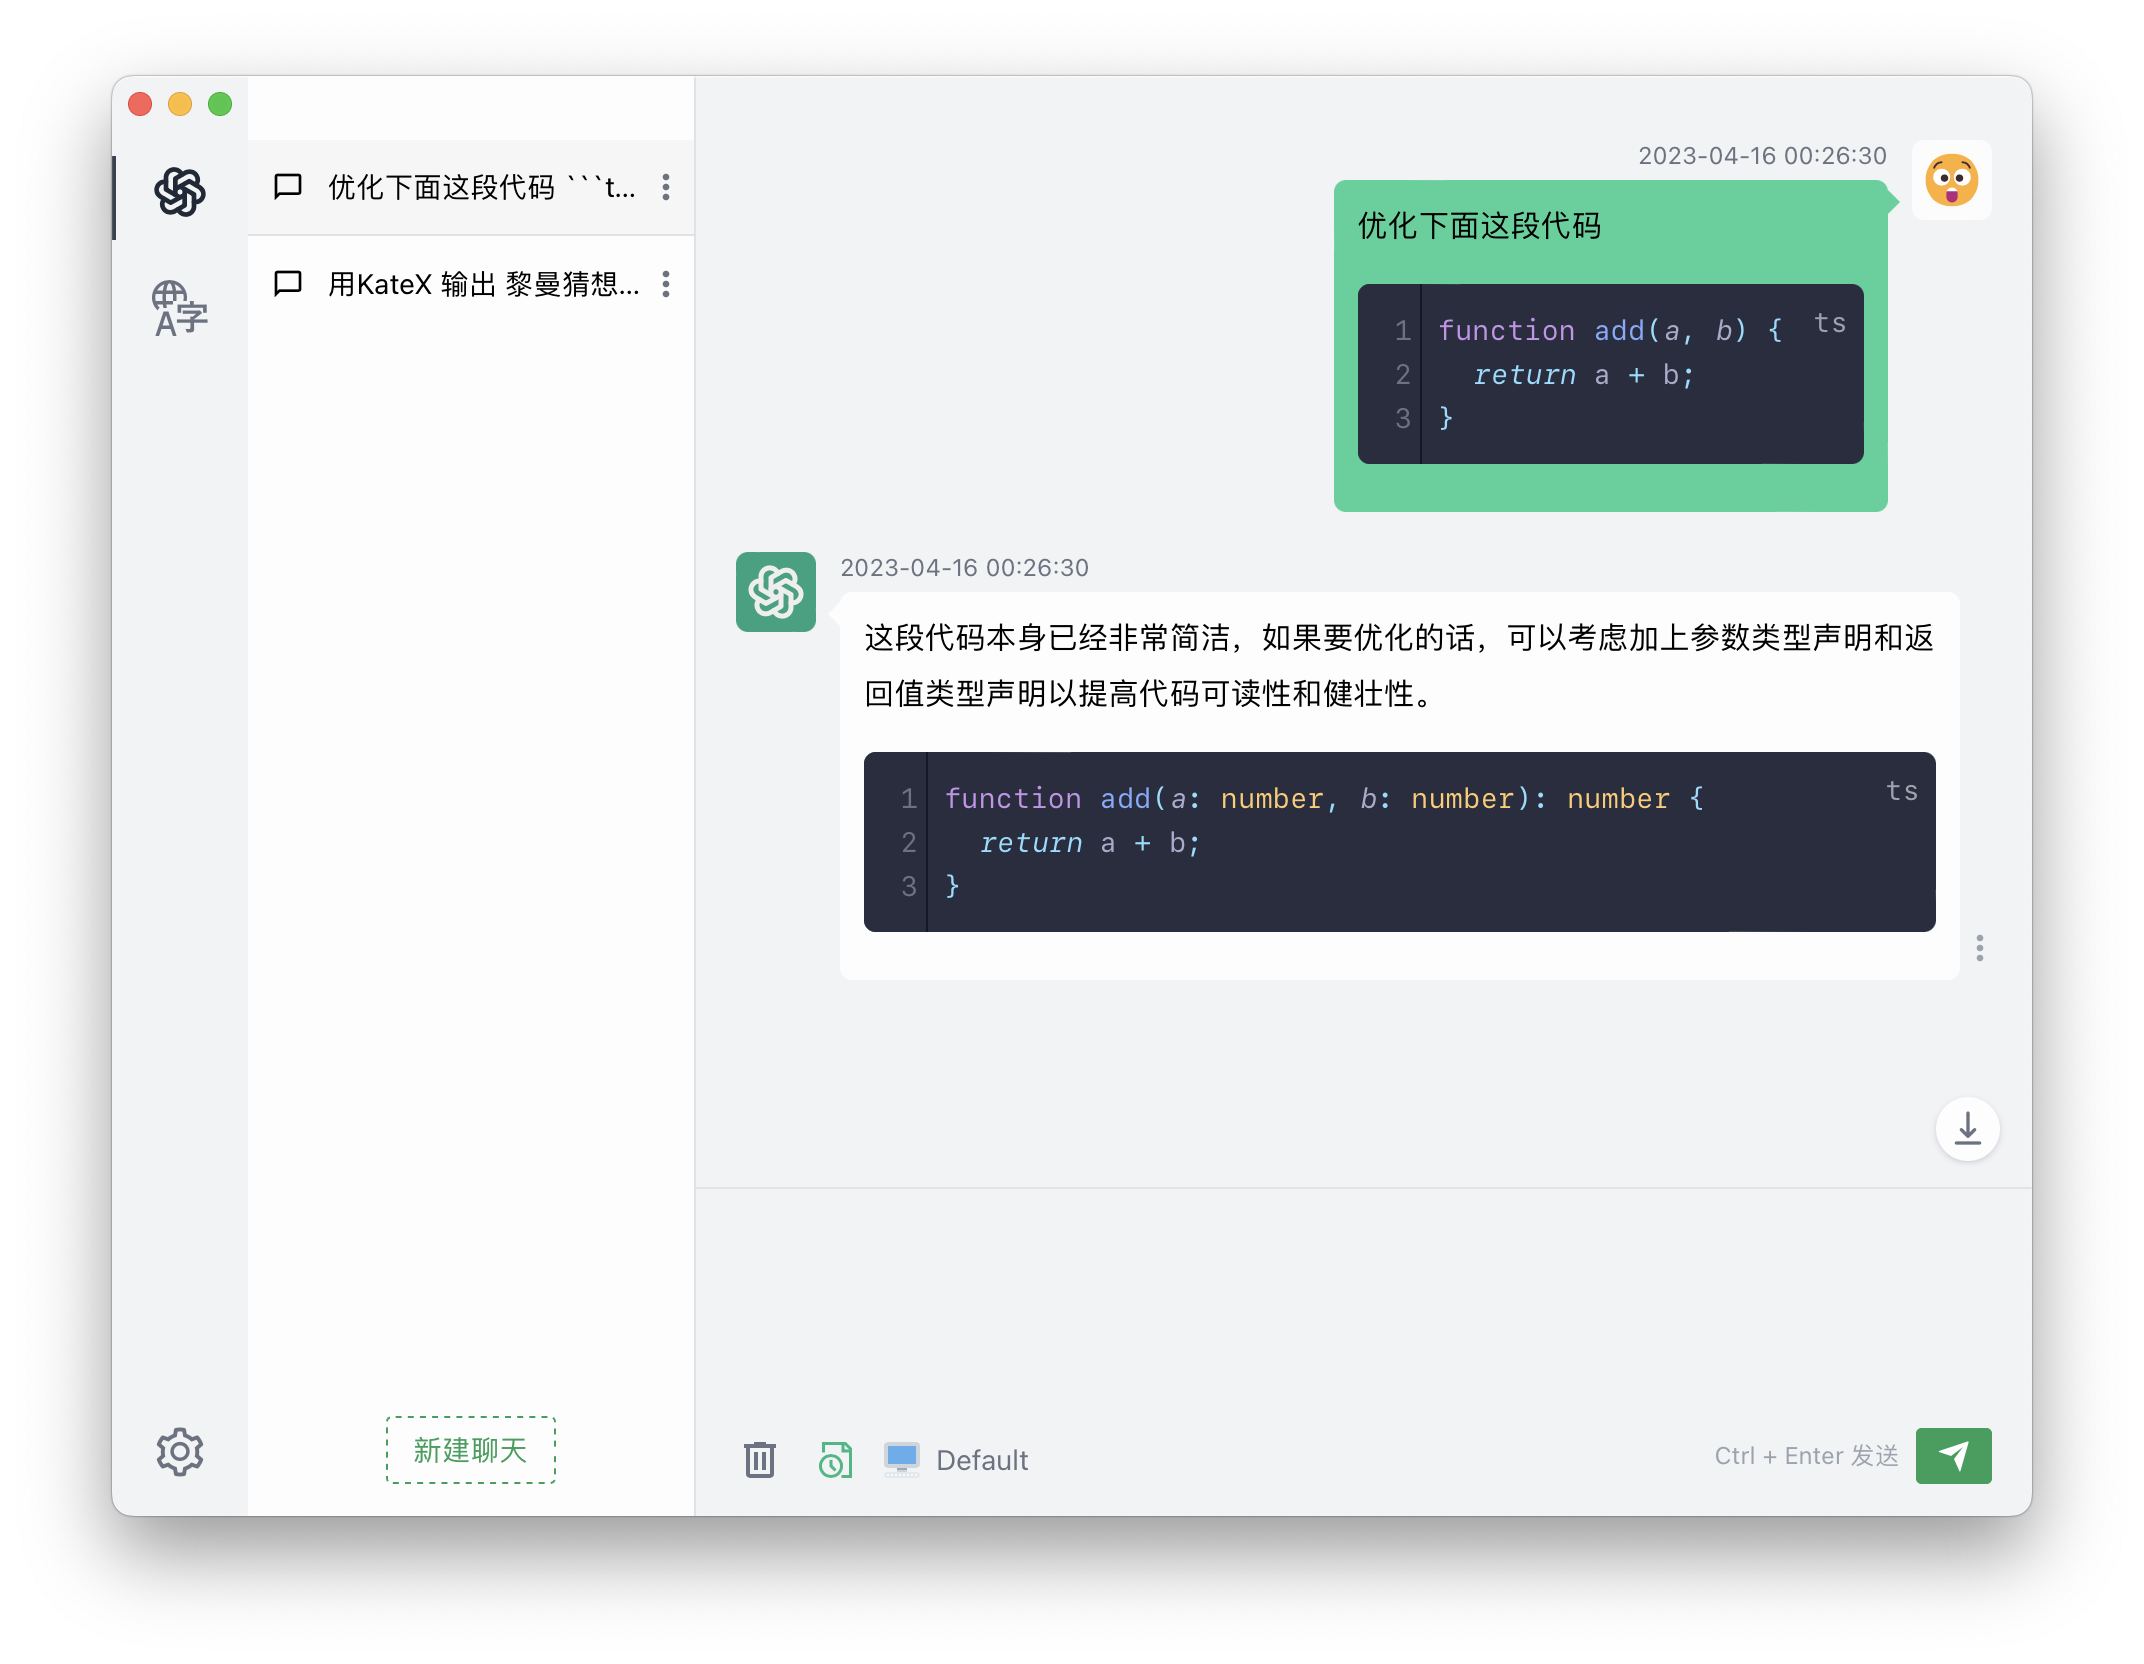 优化下面这段代码 ```t...
用KateX 输出 黎曼猜想...
新建聊天
2023-04-16 00:26:30
优化下面这段代码
ts
1 function add(a, b) {
2   return a + b;
3 }
2023-04-16 00:26:30
这段代码本身已经非常简洁，如果要优化的话，可以考虑加上参数类型声明和返
回值类型声明以提高代码可读性和健壮性。
ts
1 function add(a: number, b: number): number {
2   return a + b;
3 }
Default
Ctrl + Enter 发送